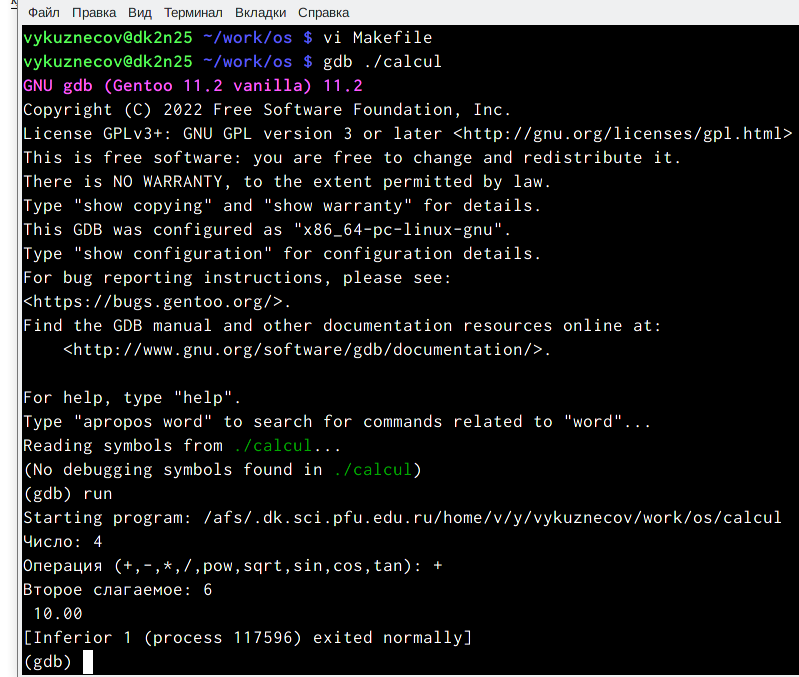 Файл Правка Вид Терминал Вкладки Справка
vykuznecov@dk2n25 ~/work/os $ vi Makefile
vykuznecov@dk2n25 ~/work/os $ gdb ./calcul
GNU gdb (Gentoo 11.2 vanilla) 11.2
Copyright (C) 2022 Free Software Foundation, Inc.
License GPLv3+: GNU GPL version 3 or later <http://gnu.org/licenses/gpl.html>
This is free software: you are free to change and redistribute it.
There is NO WARRANTY, to the extent permitted by law.
Type "show copying" and "show warranty" for details.
This GDB was configured as "x86_64-pc-linux-gnu".
Type "show configuration" for configuration details.
For bug reporting instructions, please see:
<https://bugs.gentoo.org/>.
Find the GDB manual and other documentation resources online at:
    <http://www.gnu.org/software/gdb/documentation/>.

For help, type "help".
Type "apropos word" to search for commands related to "word"...
Reading symbols from ./calcul...
(No debugging symbols found in ./calcul)
(gdb) run
Starting program: /afs/.dk.sci.pfu.edu.ru/home/v/y/vykuznecov/work/os/calcul
Число: 4
Операция (+,-,*,/,pow,sqrt,sin,cos,tan): +
Второе слагаемое: 6
 10.00
[Inferior 1 (process 117596) exited normally]
(gdb)